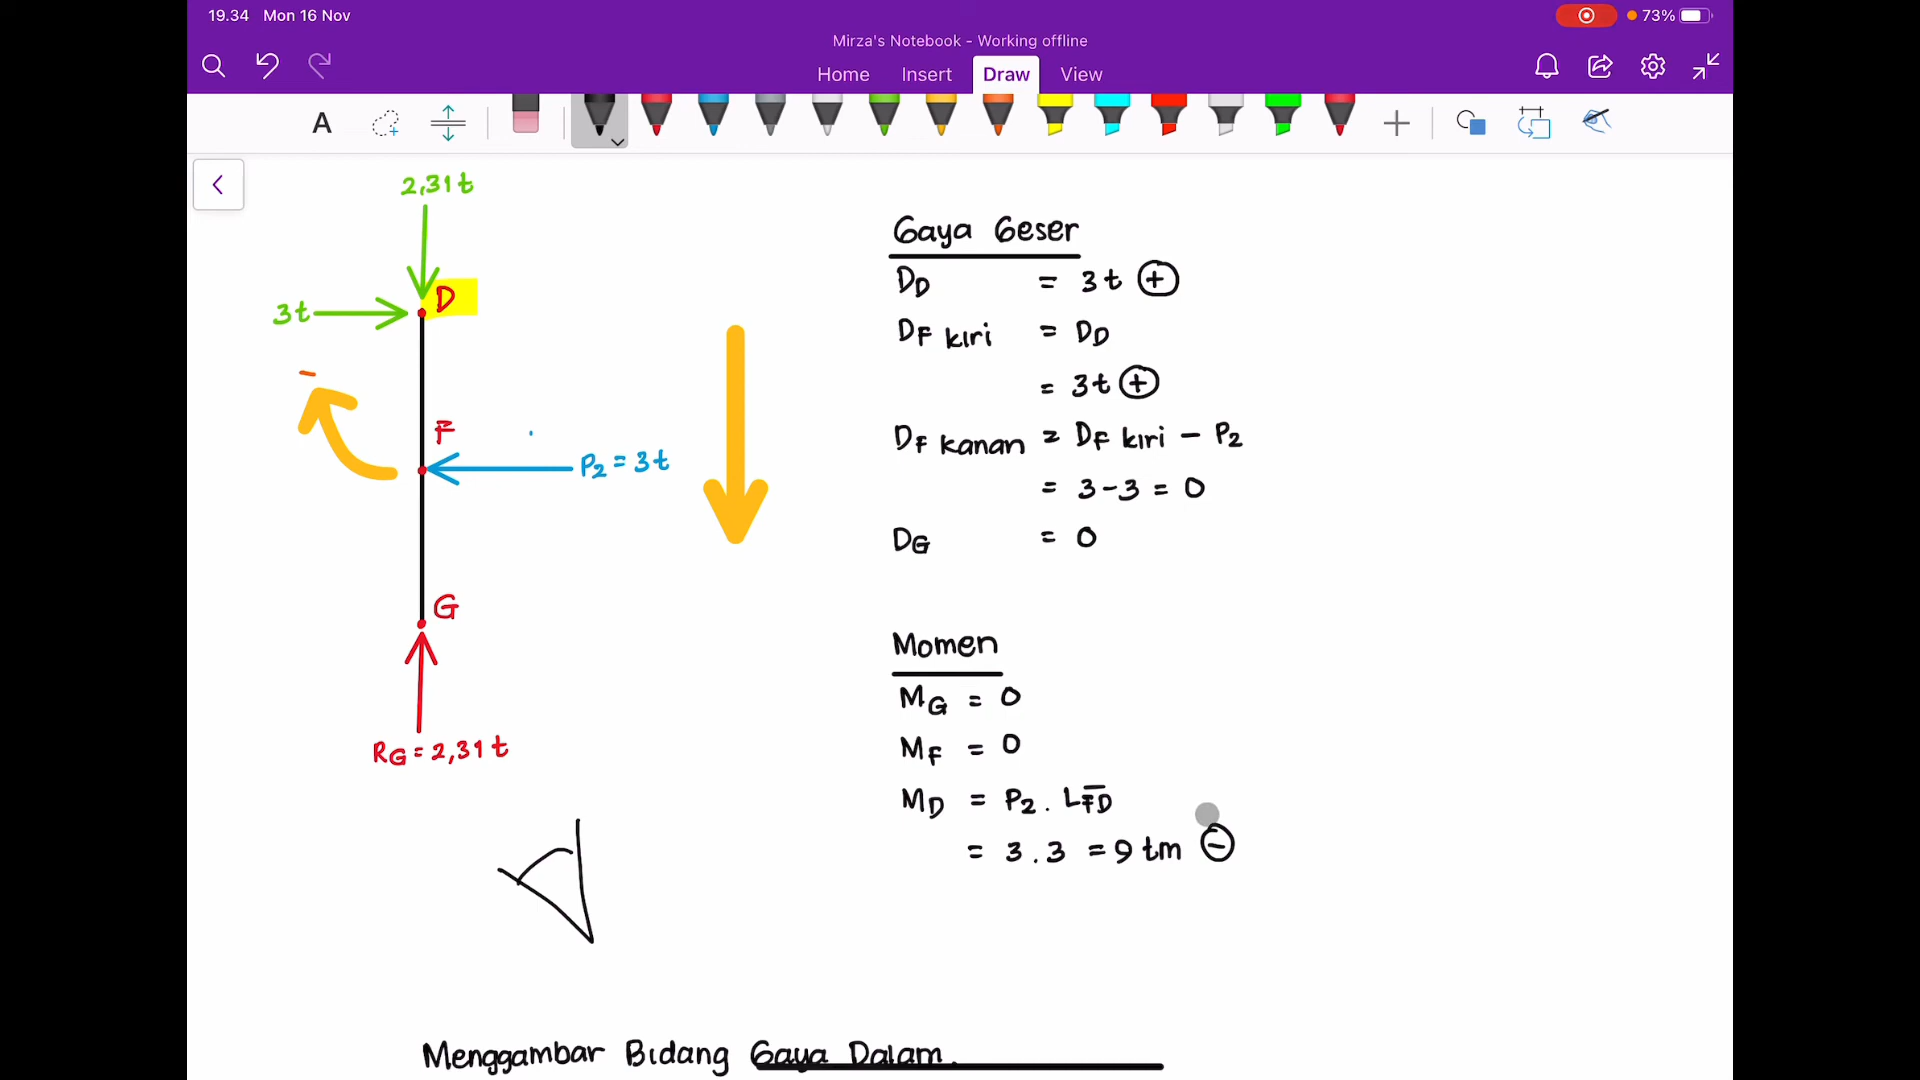 19.34 Mon 16 Nov
73%
Mirza's Notebook - Working offline
Home Insert Draw View
A
2,31 t
D
3t
-
F
P2 = 3 t
G
RG = 2,31 t
Gaya Geser
DD = 3 t (+)
DF kiri = DD
= 3t (+)
DF kanan = DF kiri - P2
= 3 - 3 = 0
DG = 0
Momen
MG = 0
MF = 0
MD = P2 . LFD
= 3 . 3 = 9 tm (-)
Menggambar Bidang Gaya Dalam.